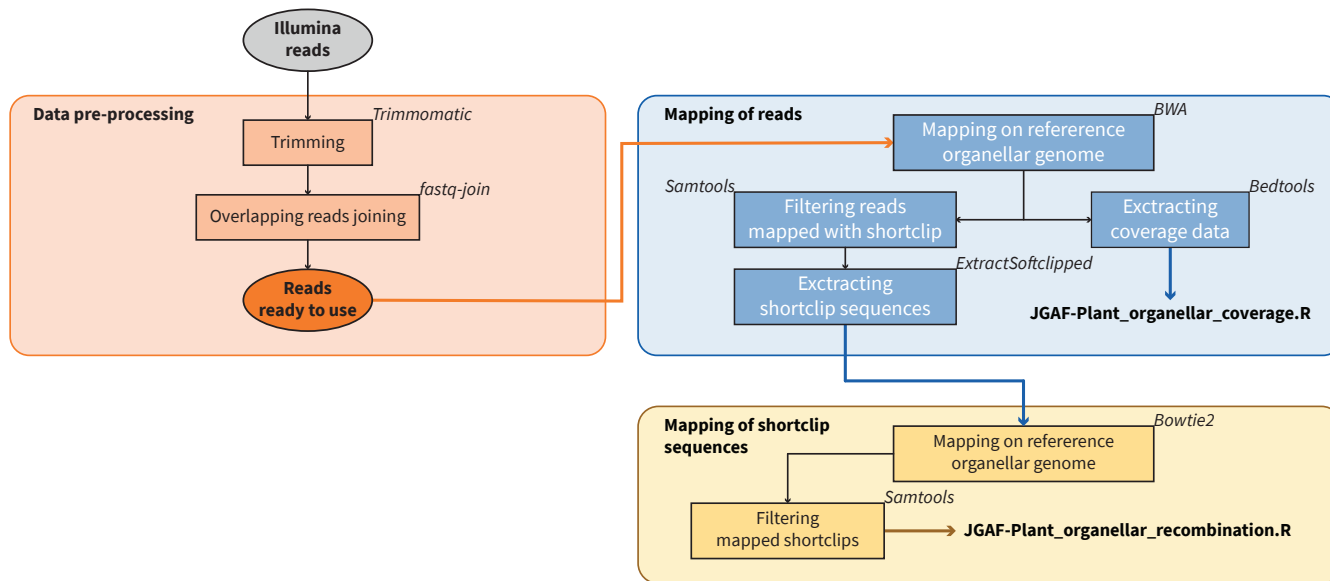 Illumina
reads
Data pre-processing
Trimmomatic
Trimming
fastq-join
Overlapping reads joining
Reads
ready to use
Mapping of reads
BWA
Mapping on refererence
organellar genome
Samtools
Filtering reads
mapped with shortclip
Bedtools
Exctracting
coverage data
ExtractSoftclipped
Exctracting
shortclip sequences
JGAF-Plant_organellar_coverage.R
Mapping of shortclip
sequences
Bowtie2
Mapping on refererence
organellar genome
Samtools
Filtering
mapped shortclips
JGAF-Plant_organellar_recombination.R